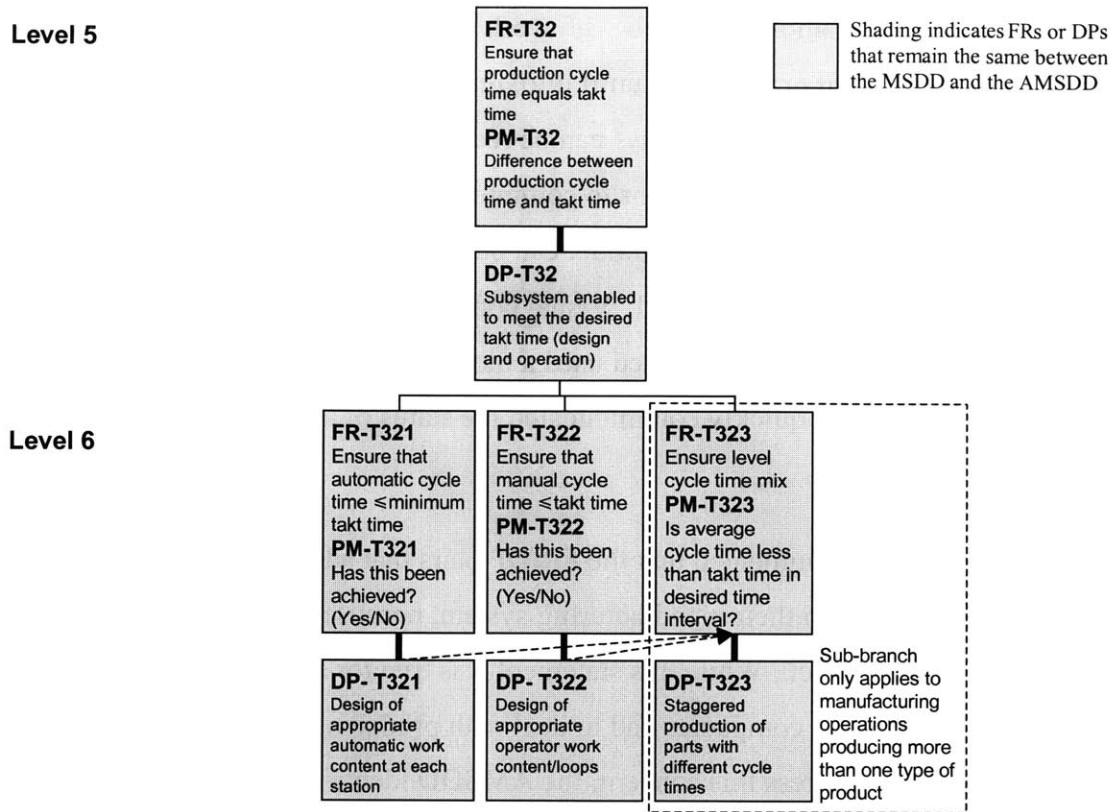 Level 5
FR-T32
Ensure that
production cycle
time equals takt
time
PM-T32
Difference between
production cycle
time and takt time
Shading indicates FRs or DPs
that remain the same between
the MSDD and the AMSDD
DP-T32
Subsystem enabled
to meet the desired
takt time (design
and operation)
Level 6
FR-T321
Ensure that
automatic cycle
time ≤minimum
takt time
PM-T321
Has this been
achieved?
(Yes/No)
FR-T322
Ensure that
manual cycle
time ≤takt time
PM-T322
Has this been
achieved?
(Yes/No)
FR-T323
Ensure level
cycle time mix
PM-T323
Is average
cycle time less
than takt time in
desired time
interval?
DP- T321
Design of
appropriate
automatic work
content at each
station
DP- T322
Design of
appropriate
operator work
content/loops
DP-T323
Staggered
production of
parts with
different cycle
times
Sub-branch
only applies to
manufacturing
operations
producing more
than one type of
product